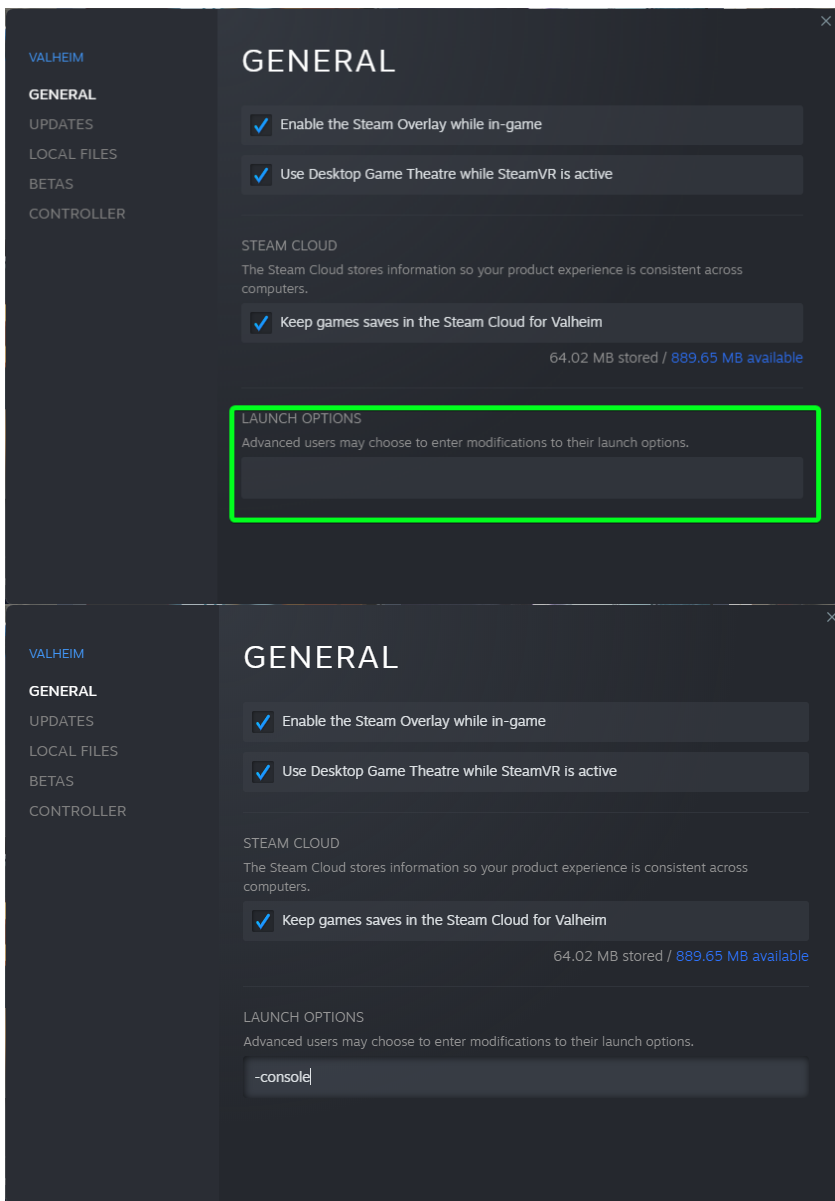 VALHEIM
GENERAL
UPDATES
LOCAL FILES
BETAS
CONTROLLER
GENERAL
Enable the Steam Overlay while in-game
Use Desktop Game Theatre while SteamVR is active
STEAM CLOUD
The Steam Cloud stores information so your product experience is consistent across
computers.
Keep games saves in the Steam Cloud for Valheim
64.02 MB stored / 889.65 MB available
LAUNCH OPTIONS
Advanced users may choose to enter modifications to their launch options.
VALHEIM
GENERAL
UPDATES
LOCAL FILES
BETAS
CONTROLLER
GENERAL
Enable the Steam Overlay while in-game
Use Desktop Game Theatre while SteamVR is active
STEAM CLOUD
The Steam Cloud stores information so your product experience is consistent across
computers.
Keep games saves in the Steam Cloud for Valheim
64.02 MB stored / 889.65 MB available
LAUNCH OPTIONS
Advanced users may choose to enter modifications to their launch options.
-console